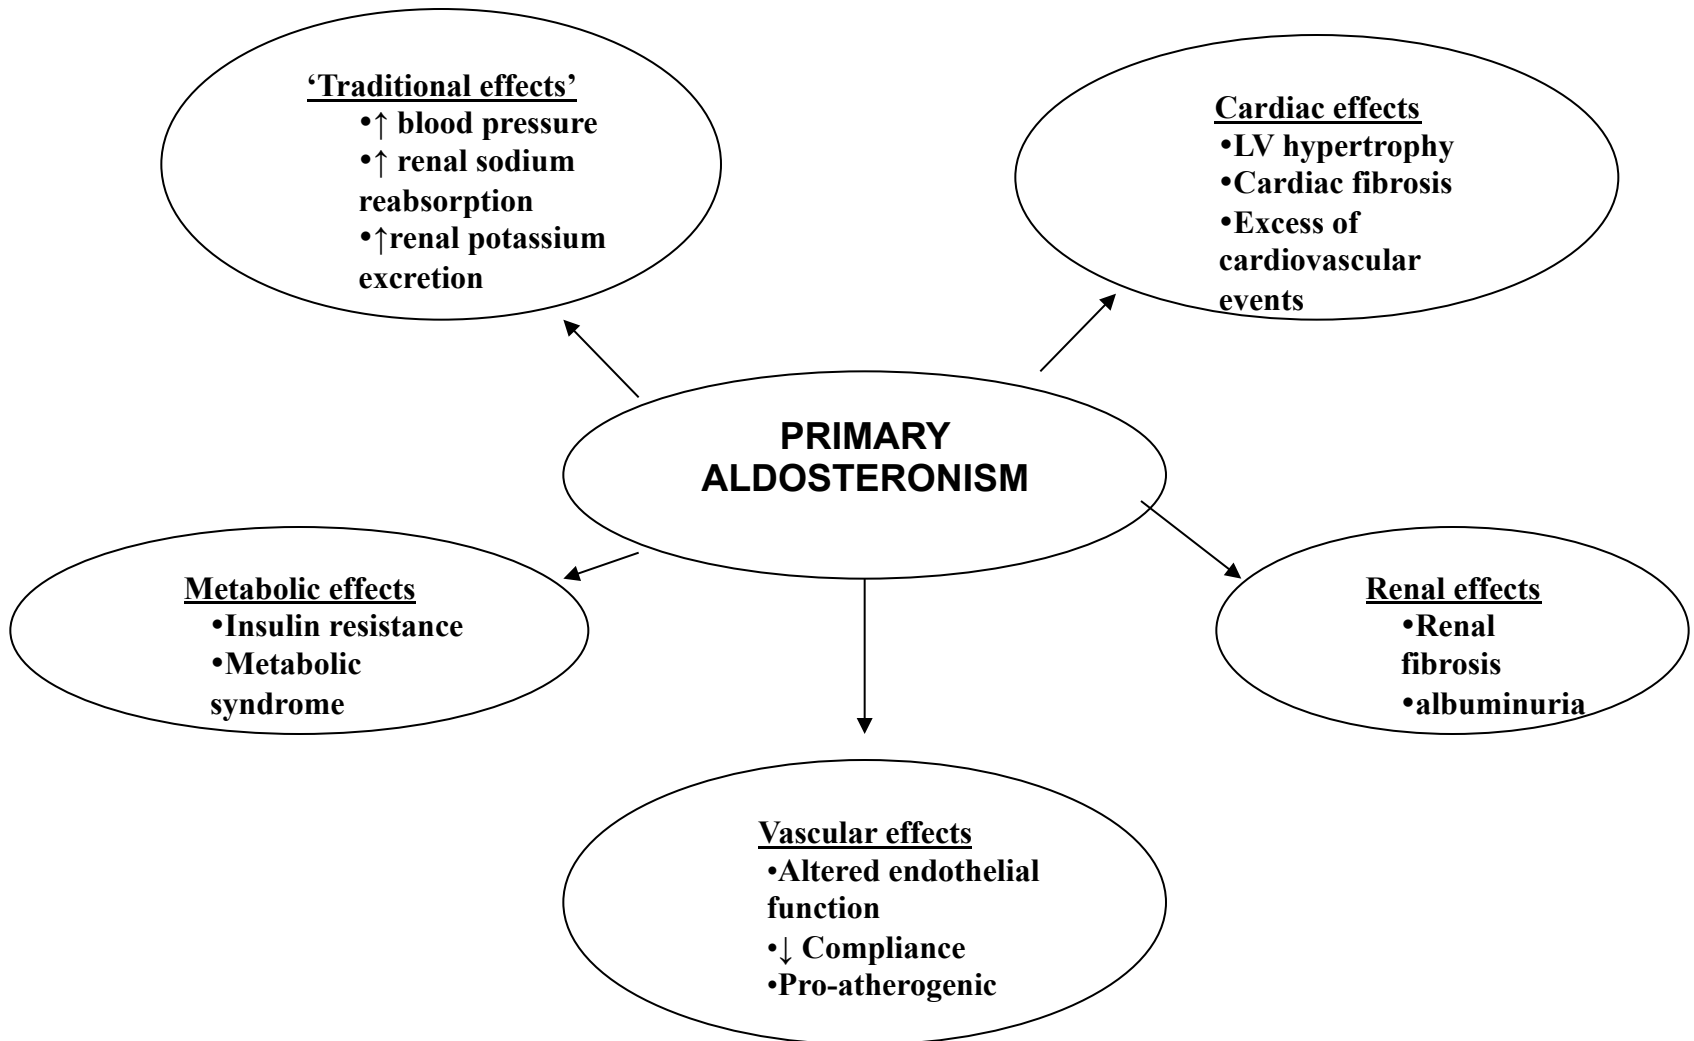 ‘Traditional effects’
•↑ blood pressure
•↑ renal sodium
reabsorption
•↑renal potassium
excretion
Cardiac effects
•LV hypertrophy
•Cardiac fibrosis
•Excess of
cardiovascular
events
PRIMARY
ALDOSTERONISM
Metabolic effects
•Insulin resistance
•Metabolic
syndrome
Renal effects
•Renal
fibrosis
•albuminuria
Vascular effects
•Altered endothelial
function
•↓ Compliance
•Pro-atherogenic